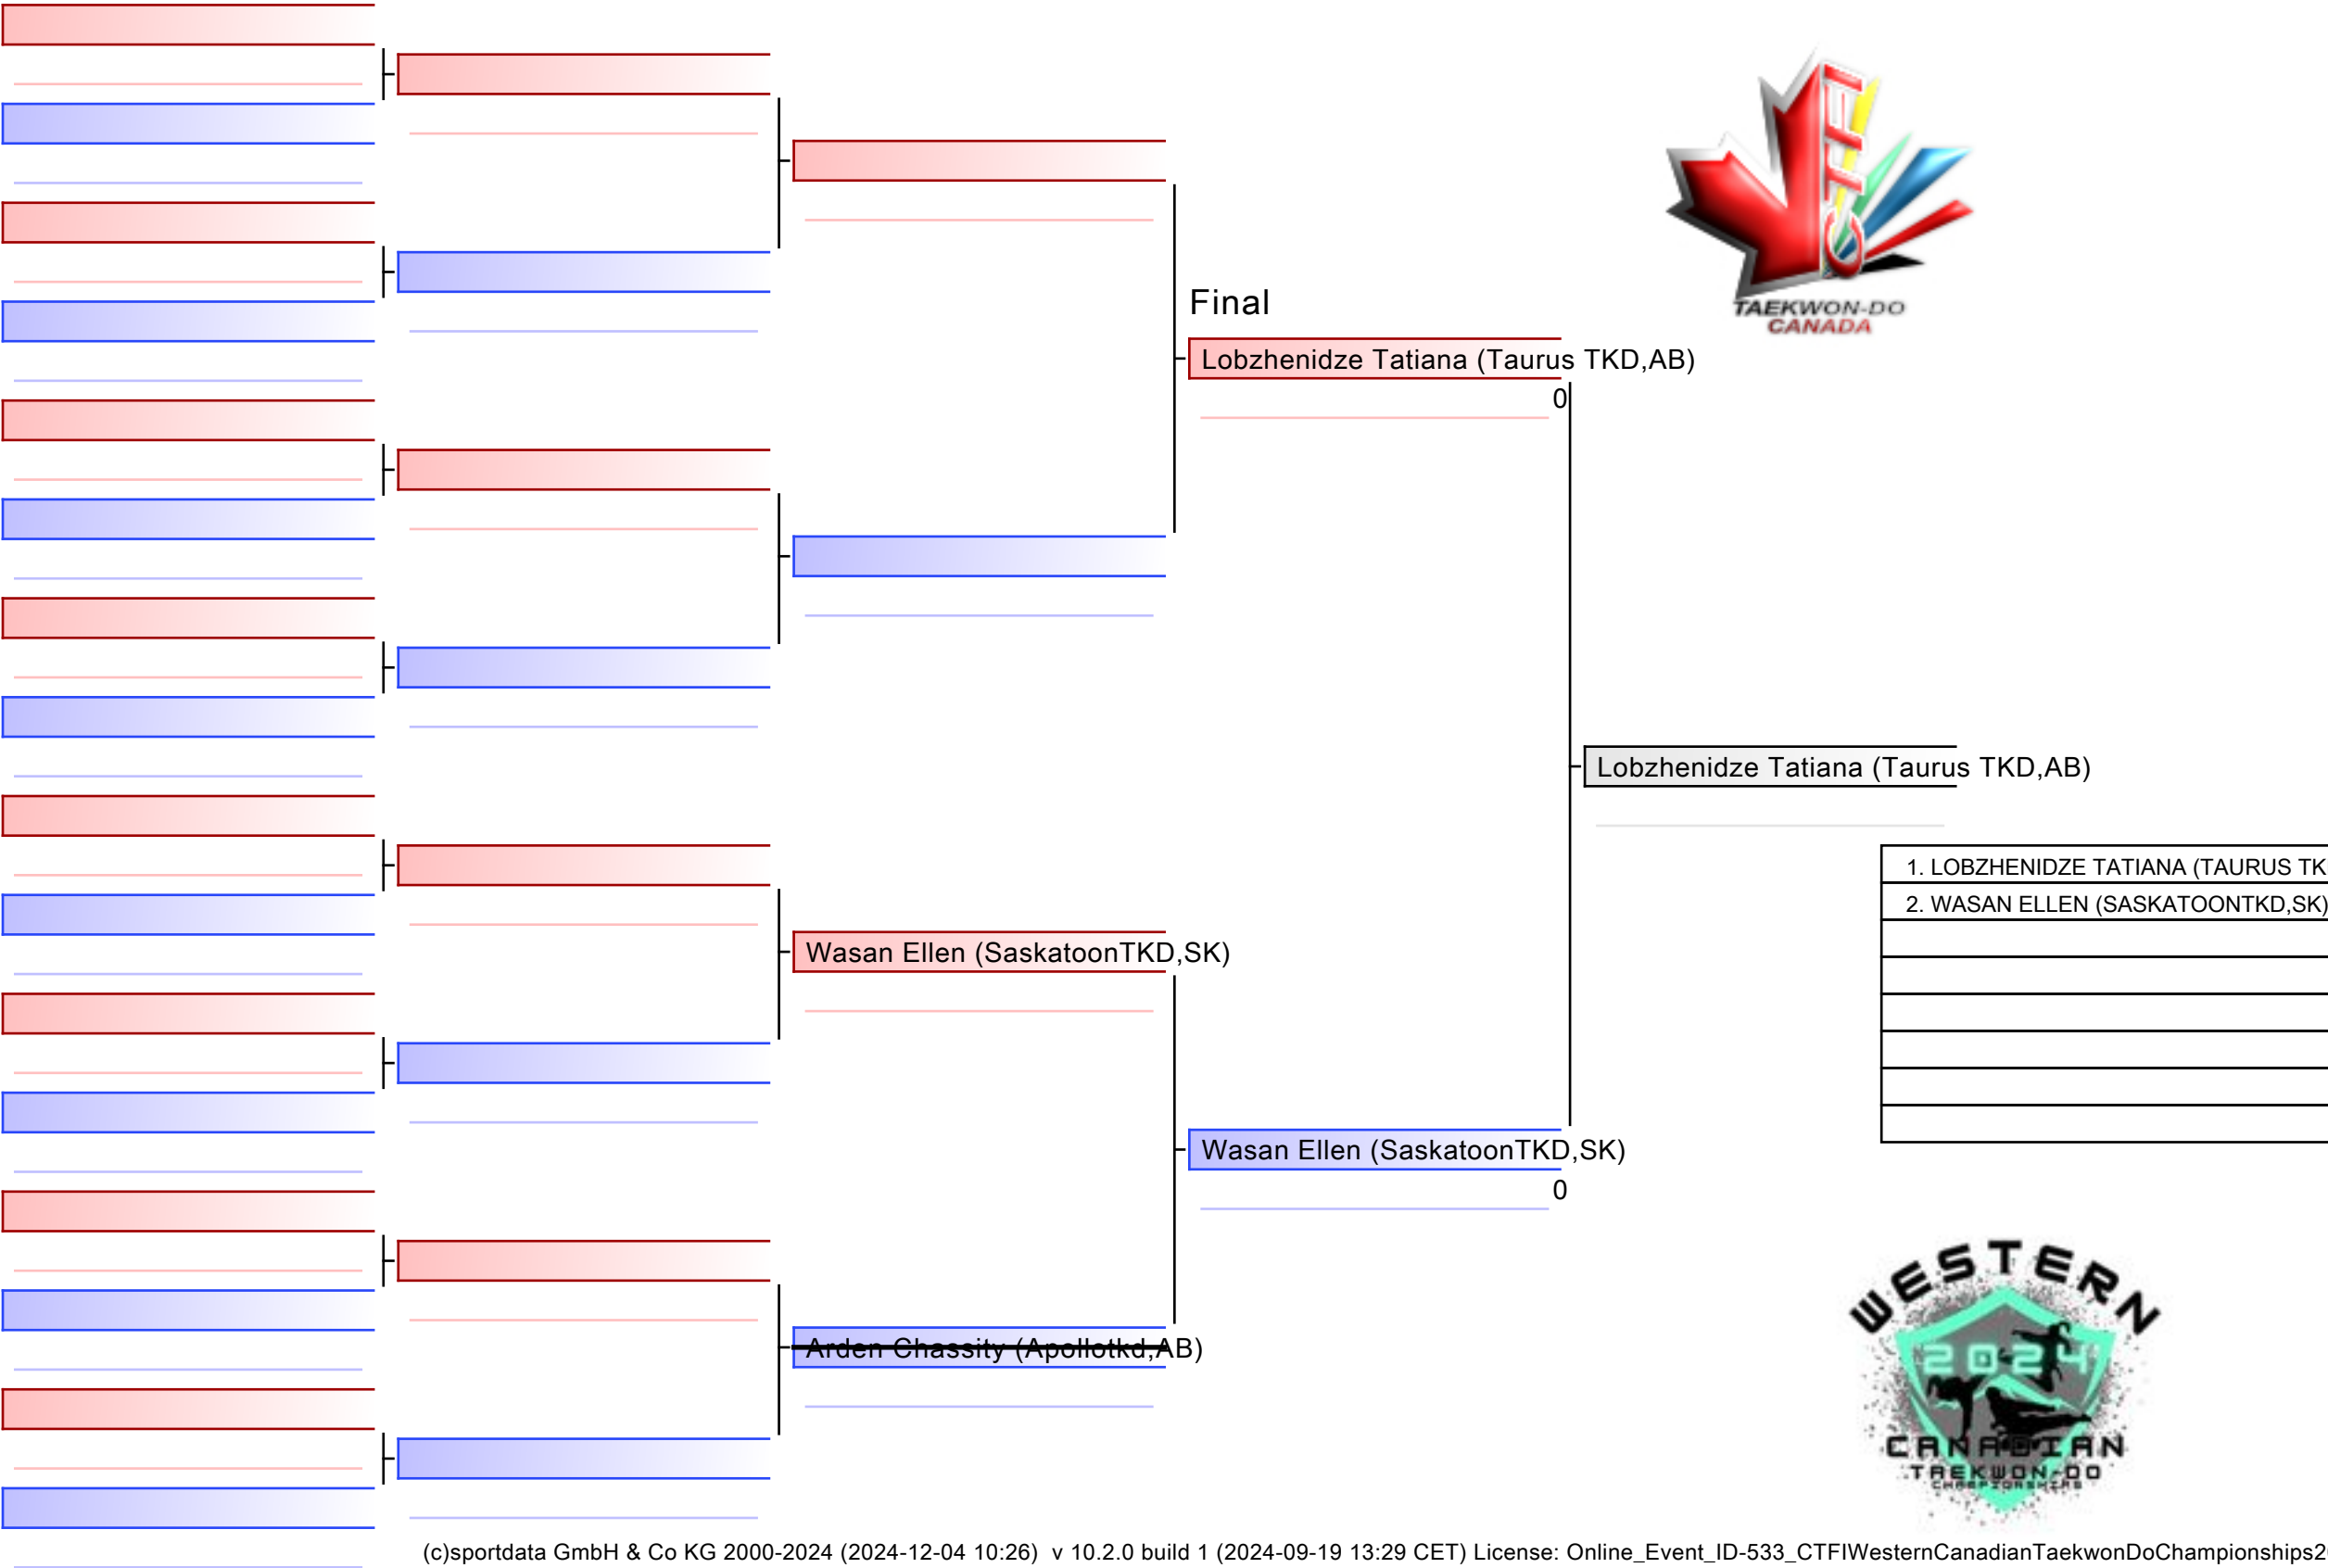 CTFI
TAEKWON-DO
CANADA
Final
Lobzhenidze Tatiana (Taurus TKD,AB)
0
Lobzhenidze Tatiana (Taurus TKD,AB)
1. LOBZHENIDZE TATIANA (TAURUS TK
2. WASAN ELLEN (SASKATOONTKD,SK)
Wasan Ellen (SaskatoonTKD,SK)
Wasan Ellen (SaskatoonTKD,SK)
0
Arden Chassity (Apollotkd,AB)
WESTERN
2024
CANADIAN
TAEKWON-DO
CHAMPIONSHIPS
(c)sportdata GmbH & Co KG 2000-2024 (2024-12-04 10:26) v 10.2.0 build 1 (2024-09-19 13:29 CET) License: Online_Event_ID-533_CTFIWesternCanadianTaekwonDoChampionships2